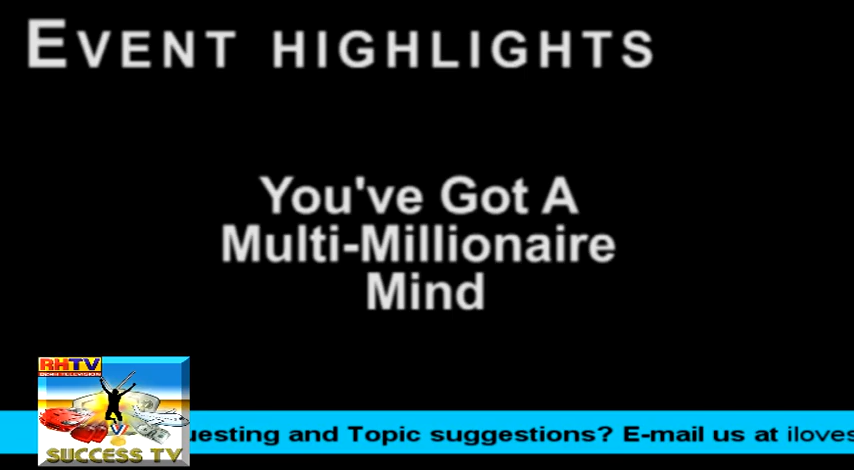 EVENT HIGHLIGHTS
You've Got A
Multi-Millionaire
Mind
RHTV
SUCCESS TV
uesting and Topic suggestions? E-mail us at iloves